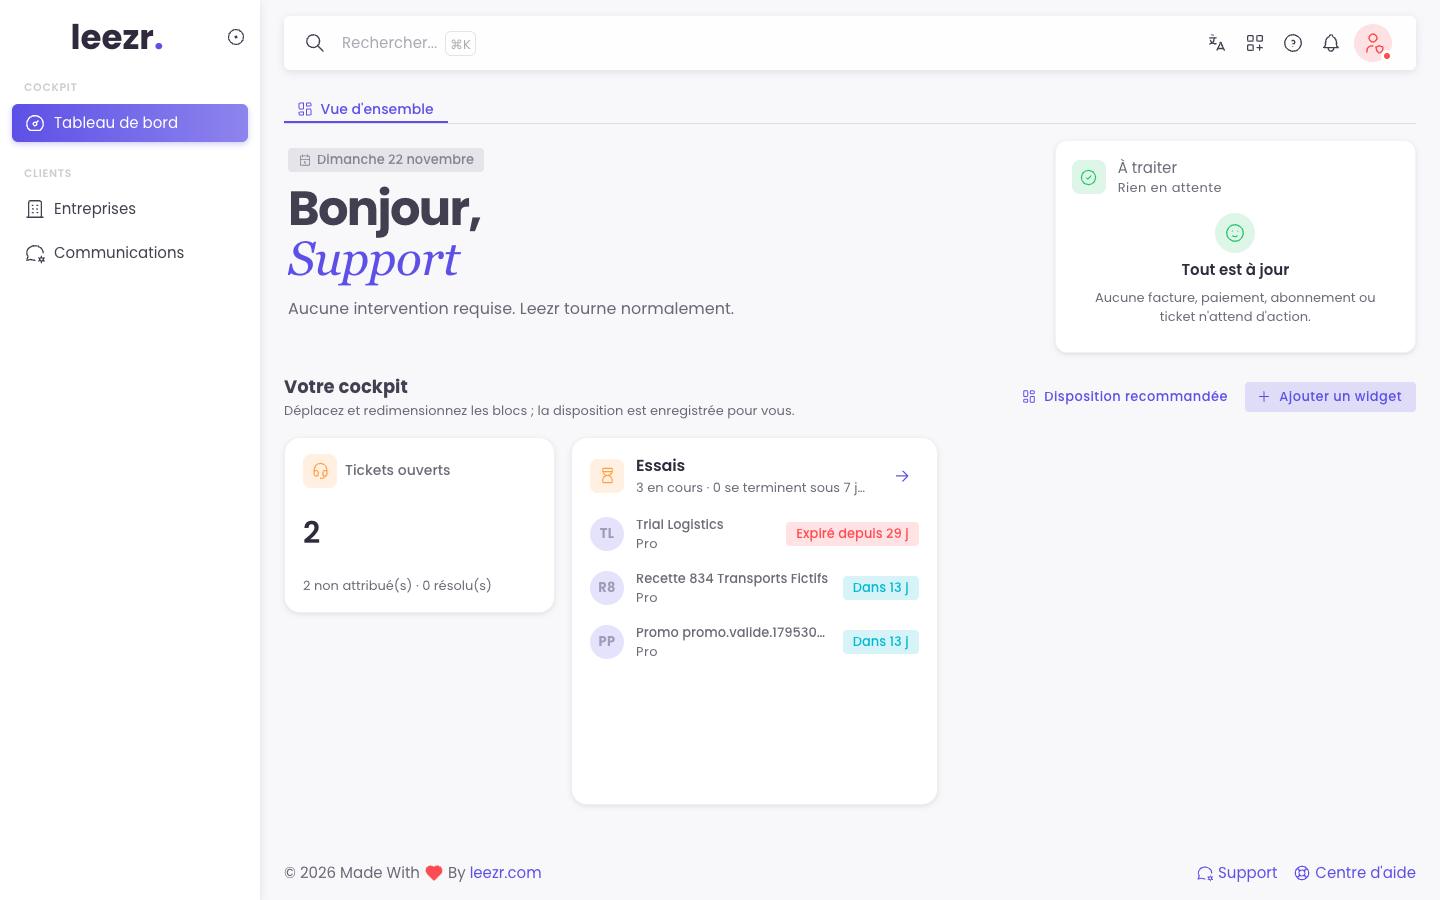 leezr.
COCKPIT
Tableau de bord
CLIENTS
Entreprises
Communications
Rechercher... ⌘K
Vue d'ensemble
Dimanche 22 novembre
Bonjour,
Support
Aucune intervention requise. Leezr tourne normalement.
À traiter
Rien en attente
Tout est à jour
Aucune facture, paiement, abonnement ou
ticket n'attend d'action.
Votre cockpit
Déplacez et redimensionnez les blocs ; la disposition est enregistrée pour vous.
Disposition recommandée
Ajouter un widget
Tickets ouverts
2
2 non attribué(s) · 0 résolu(s)
Essais
3 en cours · 0 se terminent sous 7 j...
TL
Trial Logistics
Pro
Expiré depuis 29 j
R8
Recette 834 Transports Fictifs
Pro
Dans 13 j
PP
Promo promo.valide.179530...
Pro
Dans 13 j
© 2026 Made With ❤ By leezr.com
Support
Centre d'aide